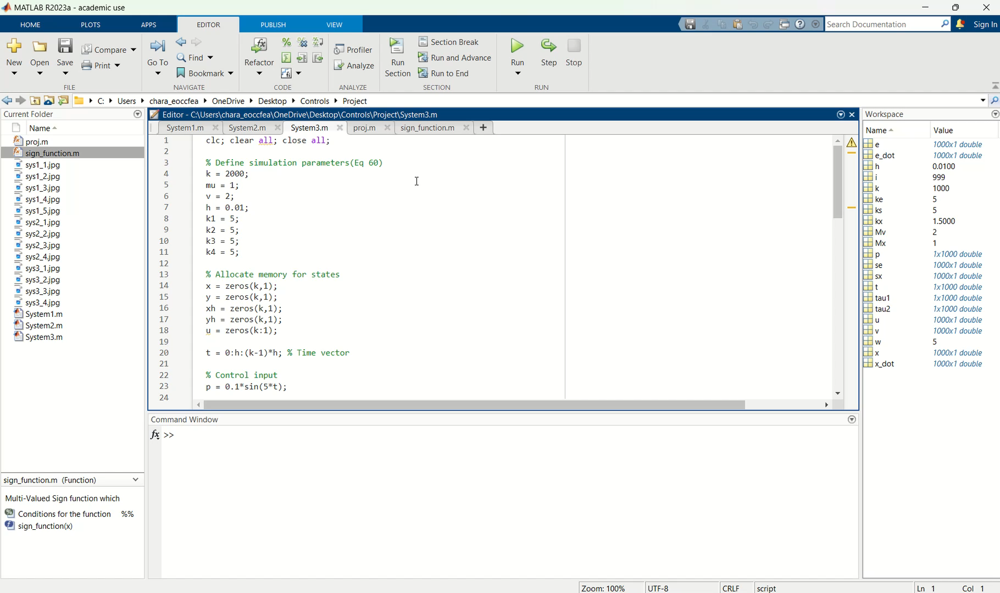 MATLAB R2023a - academic use
HOME PLOTS APPS EDITOR PUBLISH VIEW
Search Documentation
Sign In
New
Open
Save
Compare
Print
FILE
Go To
Find
Bookmark
NAVIGATE
Refactor
CODE
Profiler
Analyze
ANALYZE
Run
Section
Section Break
Run and Advance
Run to End
SECTION
Run
Step
Stop
RUN
C: Users chara_eoccfea OneDrive Desktop Controls Project
Current Folder
Name
proj.m
sign_function.m
sys1_1.jpg
sys1_2.jpg
sys1_3.jpg
sys1_4.jpg
sys1_5.jpg
sys2_1.jpg
sys2_2.jpg
sys2_3.jpg
sys2_4.jpg
sys3_1.jpg
sys3_2.jpg
sys3_3.jpg
sys3_4.jpg
System1.m
System2.m
System3.m
sign_function.m (Function)
Multi-Valued Sign function which
Conditions for the function %%
sign_function(x)
Editor - C:\Users\chara_eoccfea\OneDrive\Desktop\Controls\Project\System3.m
System1.m System2.m System3.m proj.m sign_function.m +
1 clc; clear all; close all;
2
3 % Define simulation parameters(Eq 60)
4 k = 2000;
5 mu = 1;
6 v = 2;
7 h = 0.01;
8 k1 = 5;
9 k2 = 5;
10 k3 = 5;
11 k4 = 5;
12
13 % Allocate memory for states
14 x = zeros(k,1);
15 y = zeros(k,1);
16 xh = zeros(k,1);
17 yh = zeros(k,1);
18 u = zeros(k:1);
19
20 t = 0:h:(k-1)*h; % Time vector
21
22 % Control input
23 p = 0.1*sin(5*t);
24
Command Window
fx >>
Workspace
Name Value
e 1000x1 double
e_dot 1000x1 double
h 0.0100
i 999
k 1000
ke 5
ks 5
kx 1.5000
Mv 2
Mx 1
p 1x1000 double
se 1000x1 double
sx 1000x1 double
t 1x1000 double
tau1 1x1000 double
tau2 1x1000 double
u 1000x1 double
v 1000x1 double
w 5
x 1000x1 double
x_dot 1000x1 double
Zoom: 100% UTF-8 CRLF script Ln 1 Col 1